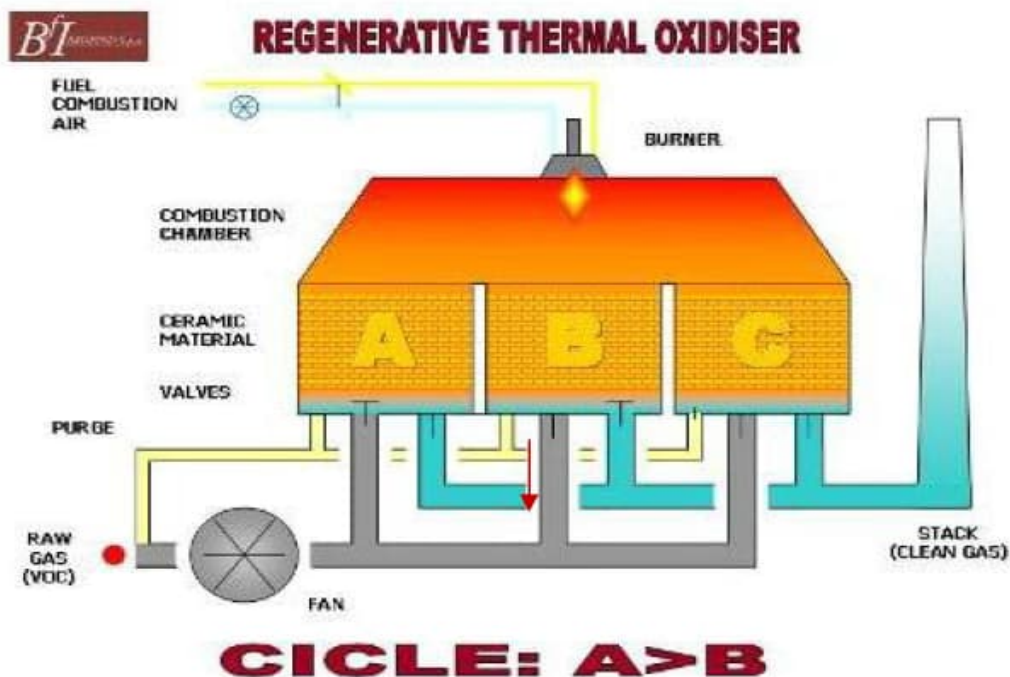 BfT
REGENERATIVE THERMAL OXIDISER
FUEL
COMBUSTION
AIR
BURNER
COMBUSTION
CHAMBER
CERAMIC
MATERIAL
A
B
C
VALVES
PURGE
RAW
GAS
(VOC)
FAN
STACK
(CLEAN GAS)
CICLE: A>B